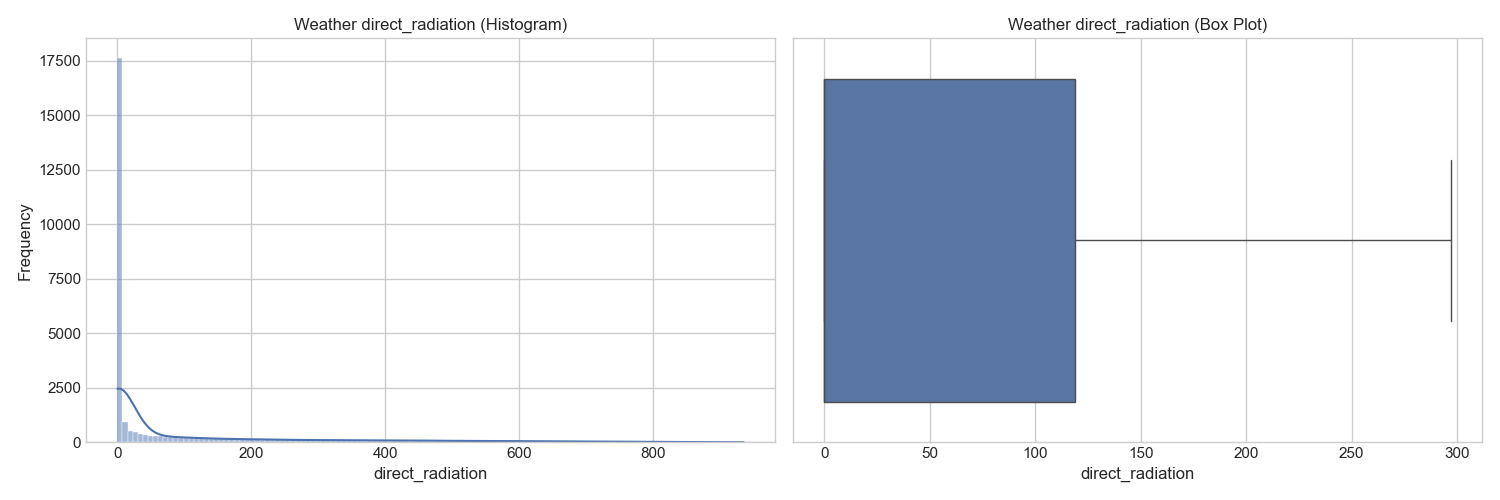 Weather direct_radiation (Histogram)
17500
15000
12500
10000
7500
5000
2500
0
Frequency
0 200 400 600 800
direct_radiation
Weather direct_radiation (Box Plot)
0 50 100 150 200 250 300
direct_radiation